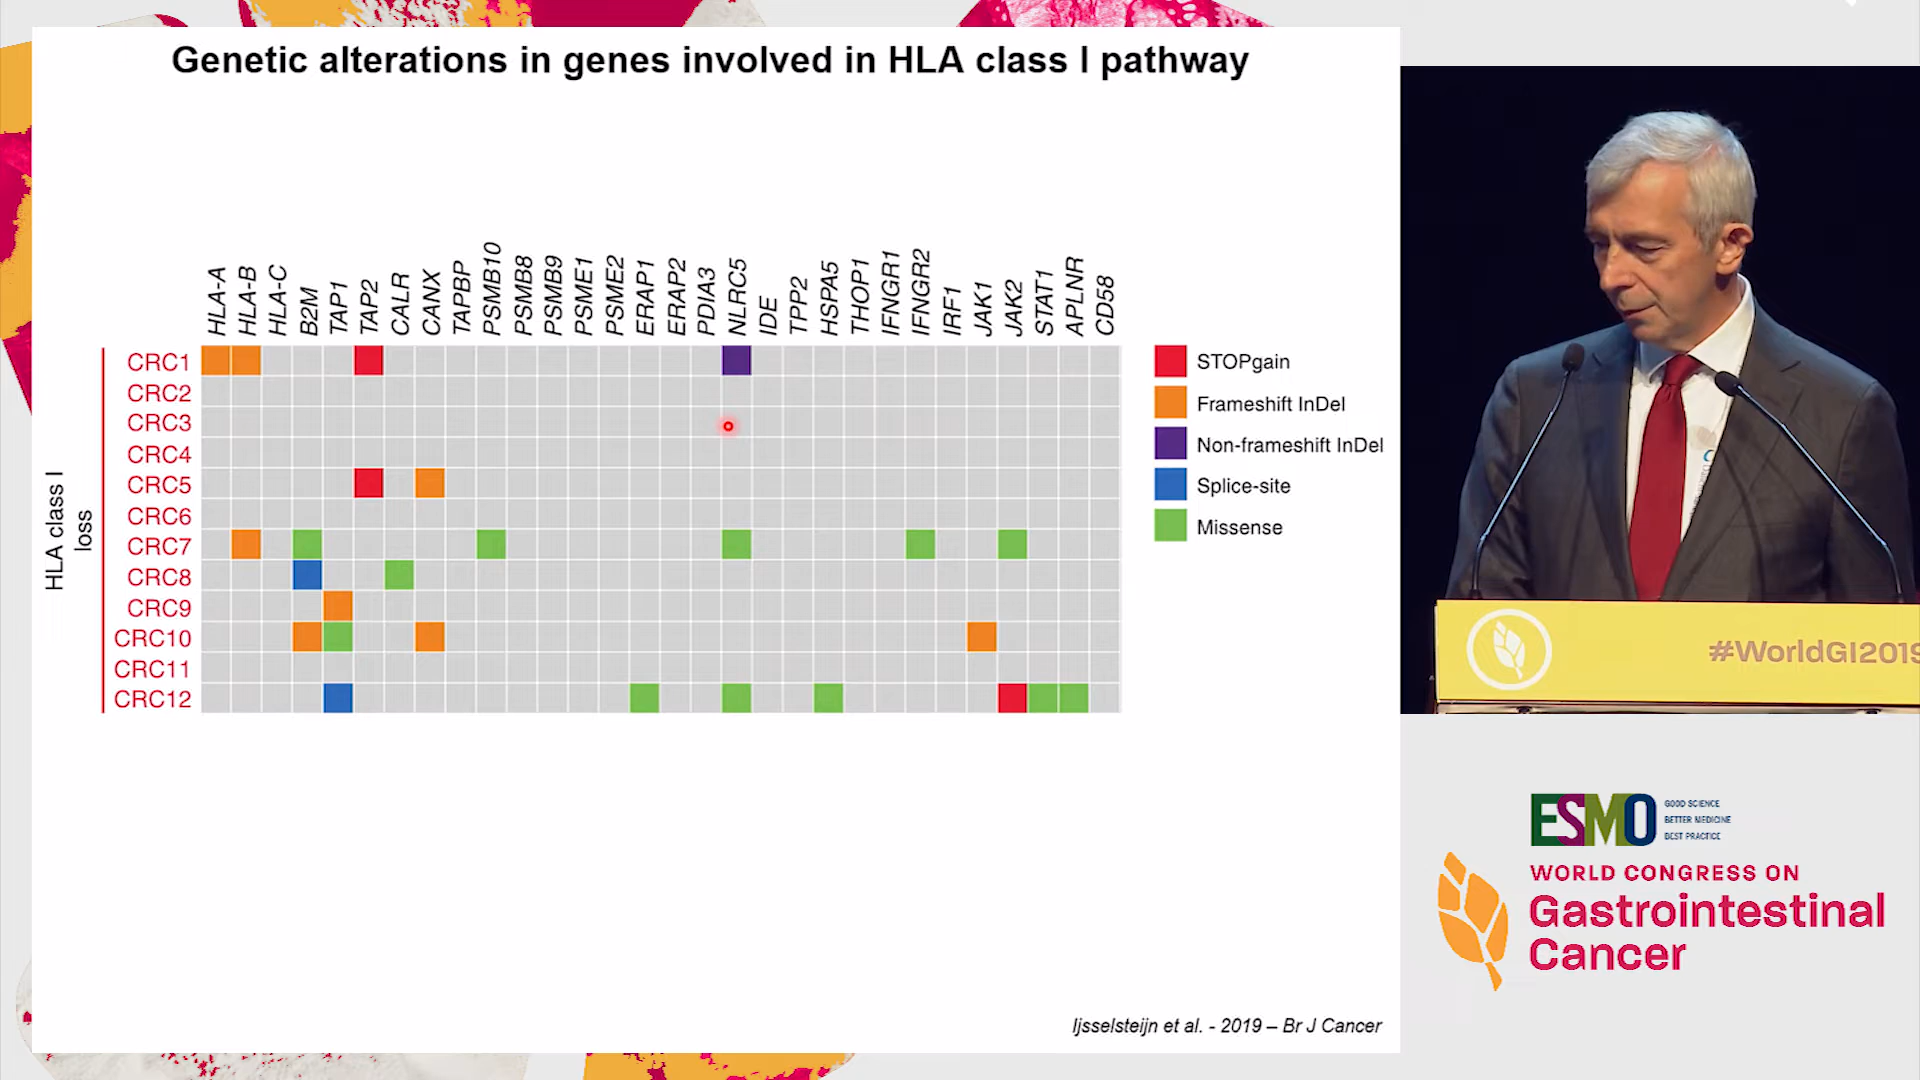 Genetic alterations in genes involved in HLA class I pathway
HLA-A
HLA-B
HLA-C
B2M
TAP1
TAP2
CALR
CANX
TAPBP
PSMB10
PSMB8
PSMB9
PSME1
PSME2
ERAP1
ERAP2
PDIA3
NLRC5
IDE
TPP2
HSPA5
THOP1
IFNGR1
IFNGR2
IRF1
JAK1
JAK2
STAT1
APLNR
CD58
HLA class I
loss
CRC1
CRC2
CRC3
CRC4
CRC5
CRC6
CRC7
CRC8
CRC9
CRC10
CRC11
CRC12
STOPgain
Frameshift InDel
Non-frameshift InDel
Splice-site
Missense
Ijsselsteijn et al. - 2019 – Br J Cancer
#WorldGI2019
ESMO
GOOD SCIENCE
BETTER MEDICINE
BEST PRACTICE
WORLD CONGRESS ON
Gastrointestinal
Cancer